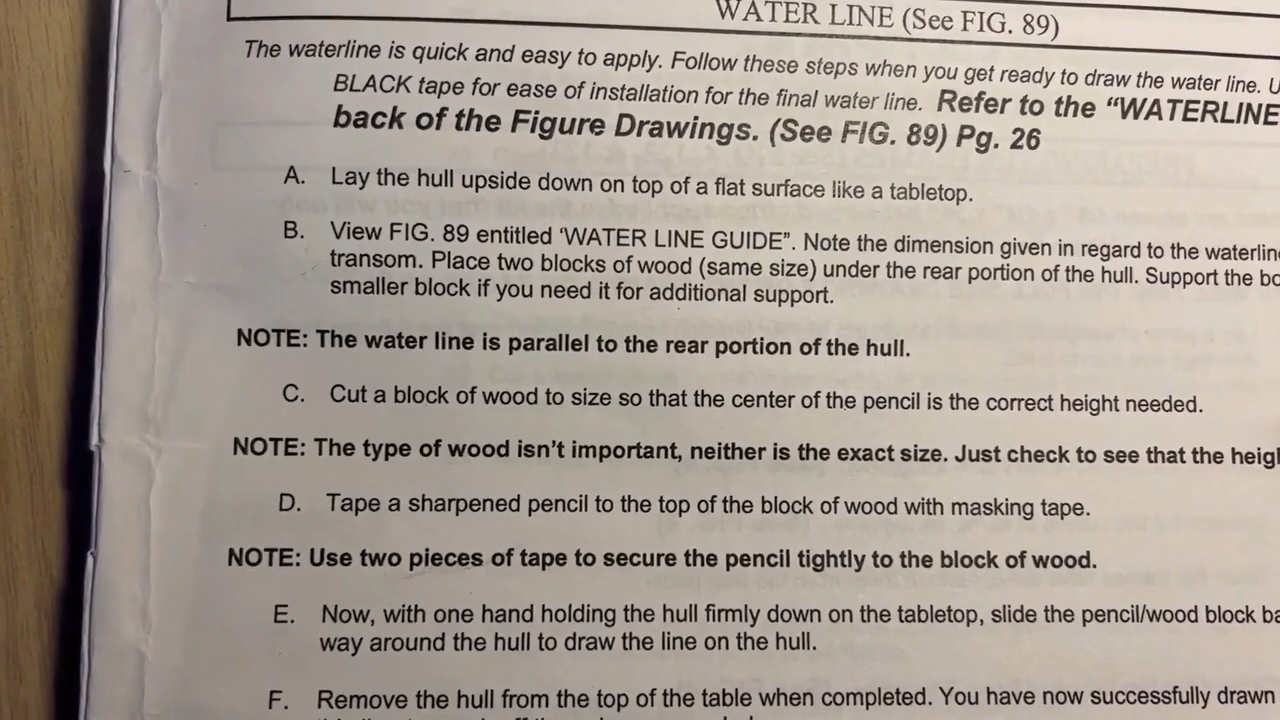 WATER LINE (See FIG. 89)
The waterline is quick and easy to apply. Follow these steps when you get ready to draw the water line.
BLACK tape for ease of installation for the final water line. Refer to the “WATERLINE
back of the Figure Drawings. (See FIG. 89) Pg. 26
A. Lay the hull upside down on top of a flat surface like a tabletop.
B. View FIG. 89 entitled ‘WATER LINE GUIDE”. Note the dimension given in regard to the
transom. Place two blocks of wood (same size) under the rear portion of the hull. Support the
smaller block if you need it for additional support.
NOTE: The water line is parallel to the rear portion of the hull.
C. Cut a block of wood to size so that the center of the pencil is the correct height needed.
NOTE: The type of wood isn’t important, neither is the exact size. Just check to see that the
D. Tape a sharpened pencil to the top of the block of wood with masking tape.
NOTE: Use two pieces of tape to secure the pencil tightly to the block of wood.
E. Now, with one hand holding the hull firmly down on the tabletop, slide the pencil/wood block
way around the hull to draw the line on the hull.
F. Remove the hull from the top of the table when completed. You have now successfully drawn